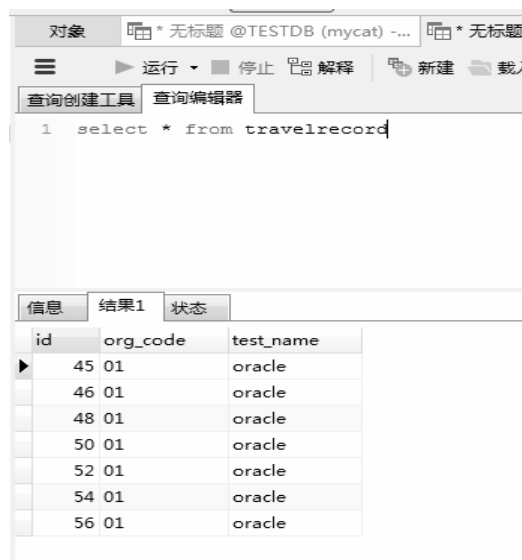 对象 * 无标题 @TESTDB (mycat) -... * 无标题
运行 停止 解释 新建 载入
查询创建工具 查询编辑器
1 select * from travelrecord
信息 结果1 状态
id org_code test_name
45 01 oracle
46 01 oracle
48 01 oracle
50 01 oracle
52 01 oracle
54 01 oracle
56 01 oracle